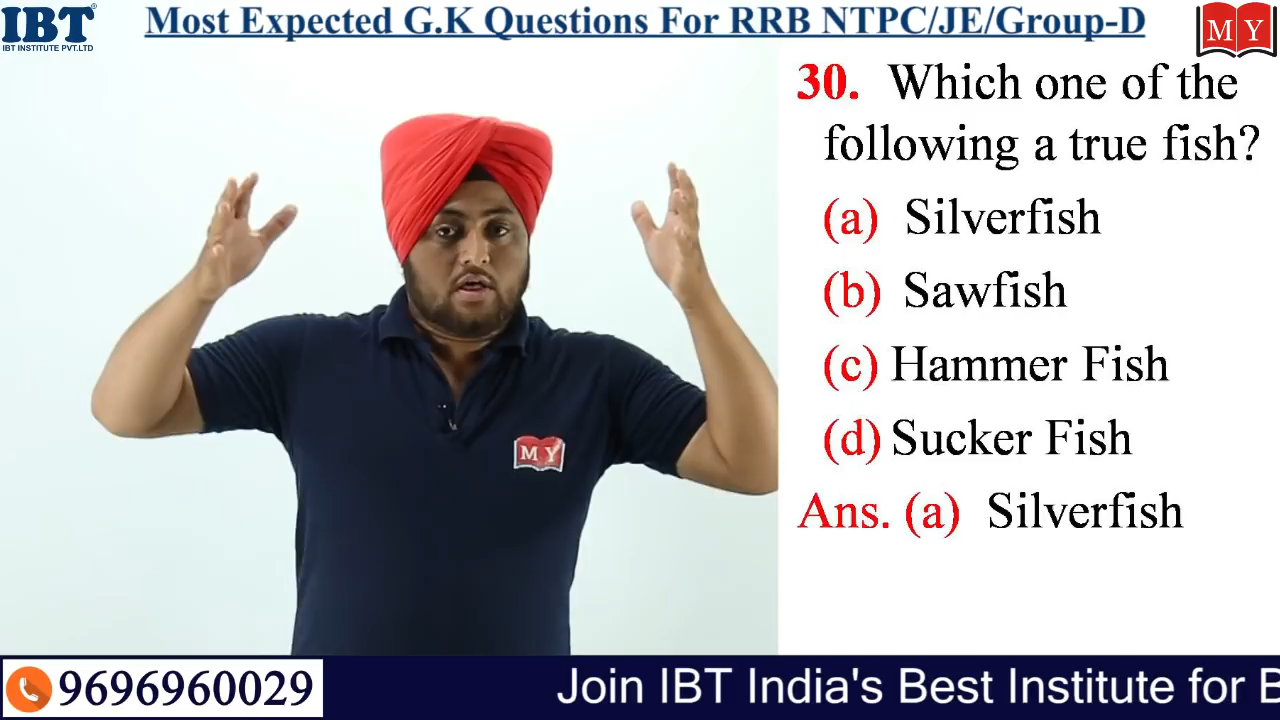 IBT
IBT INSTITUTE PVT.LTD
Most Expected G.K Questions For RRB NTPC/JE/Group-D
MY
30. Which one of the
following a true fish?
(a) Silverfish
(b) Sawfish
(c) Hammer Fish
(d) Sucker Fish
Ans. (a) Silverfish
MY
9696960029
Join IBT India's Best Institute for B